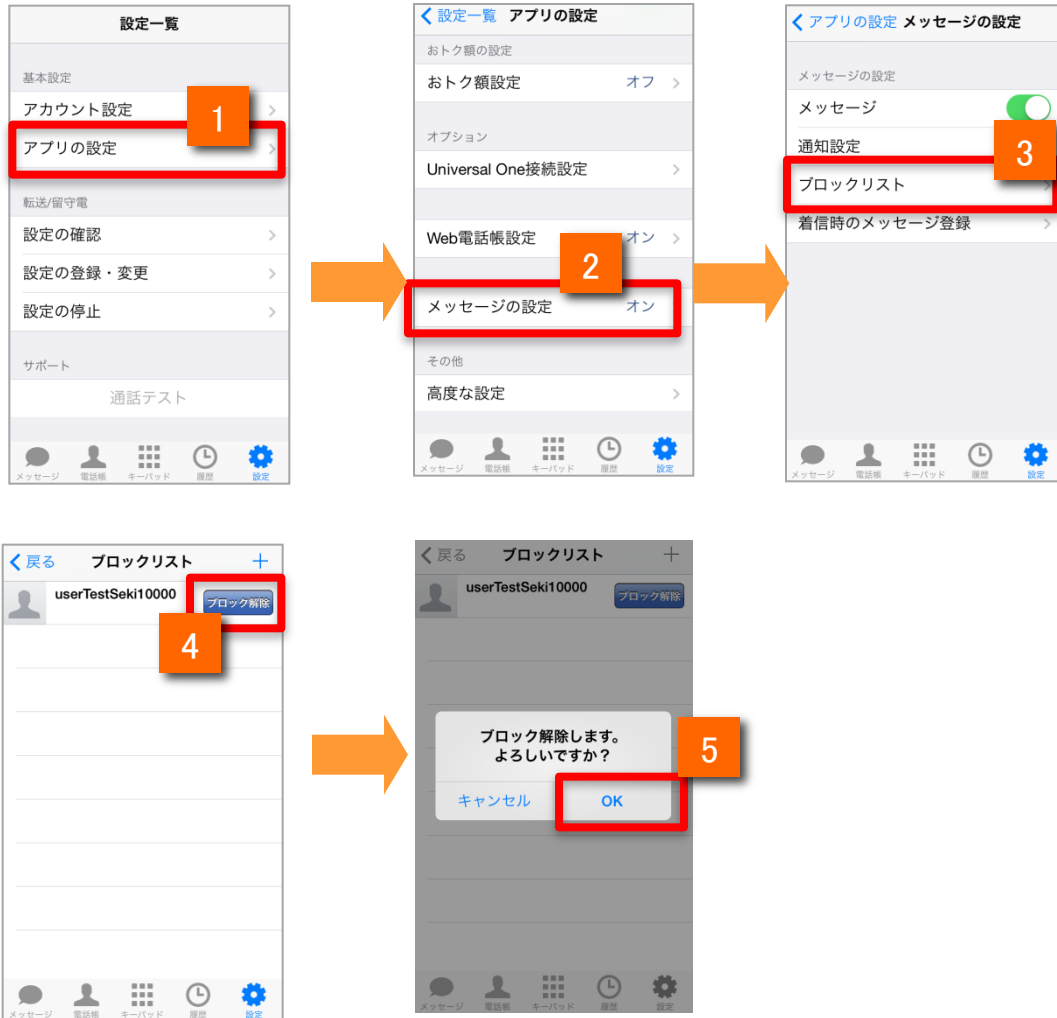 設定一覧
基本設定
アカウント設定
1
アプリの設定
転送/留守電
設定の確認
設定の登録・変更
設定の停止
サポート
通話テスト
メッセージ 電話帳 キーパッド 履歴 設定
設定一覧 アプリの設定
おトク額の設定
おトク額設定 オフ
オプション
Universal One接続設定
Web電話帳設定 オン
2
メッセージの設定 オン
その他
高度な設定
メッセージ 電話帳 キーパッド 履歴 設定
アプリの設定 メッセージの設定
メッセージの設定
メッセージ
通知設定
3
ブロックリスト
着信時のメッセージ登録
メッセージ 電話帳 キーパッド 履歴 設定
戻る ブロックリスト +
userTestSeki10000
ブロック解除
4
メッセージ 電話帳 キーパッド 履歴 設定
戻る ブロックリスト +
userTestSeki10000
ブロック解除
ブロック解除します。
よろしいですか？
5
キャンセル OK
メッセージ 電話帳 キーパッド 履歴 設定